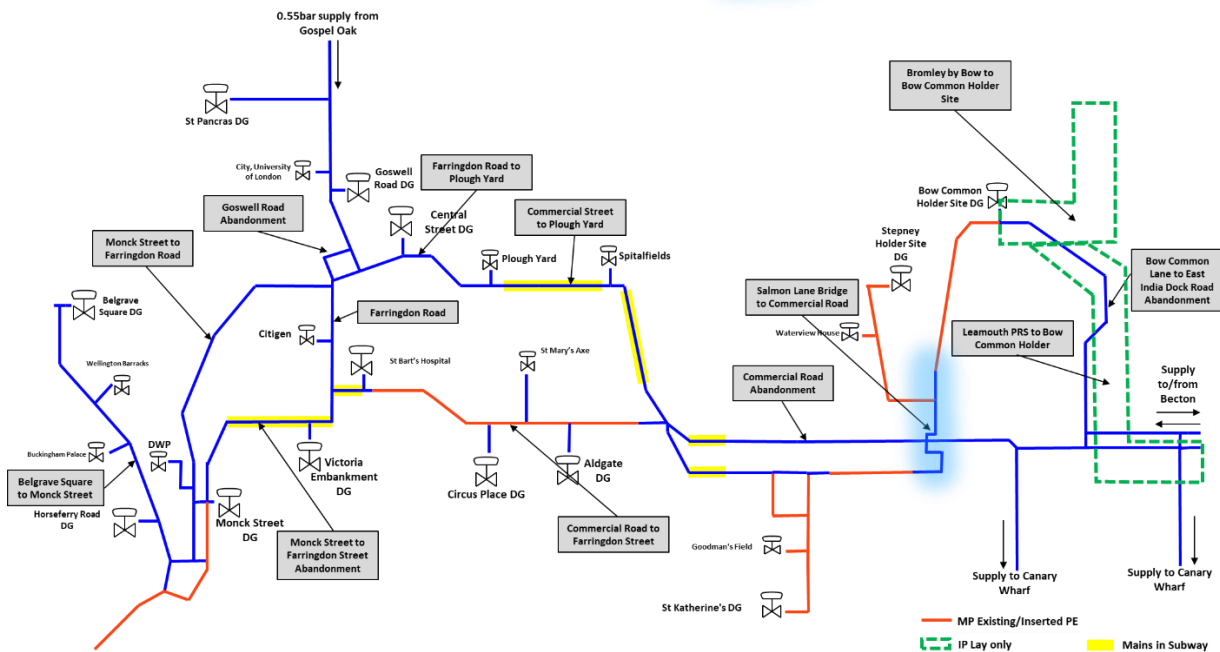 0.55bar supply from
Gospel Oak
St Pancras DG
City, University
of London
Goswell
Road DG
Farringdon Road to
Plough Yard
Goswell Road
Abandonment
Central
Street DG
Commercial Street
to Plough Yard
Monck Street to
Farringdon Road
Plough Yard
Spitalfields
Bromley by Bow to
Bow Common Holder
Site
Bow Common
Holder Site DG
Stepney
Holder Site
DG
Bow Common
Lane to East
India Dock Road
Abandonment
Salmon Lane Bridge
to Commercial Road
Waterview House
Leamouth PRS to Bow
Common Holder
Belgrave
Square DG
Citigen
Farringdon Road
St Bart's Hospital
St Mary's Axe
Wellington Barracks
Commercial Road
Abandonment
Supply
to/from
Becton
Buckingham Palace
DWP
Belgrave Square
to Monck Street
Horseferry Road
DG
Monck Street
DG
Victoria
Embankment
DG
Monck Street to
Farringdon Street
Abandonment
Circus Place DG
Aldgate
DG
Commercial Road to
Farringdon Street
Goodman's Field
St Katherine's DG
Supply to Canary
Wharf
Supply to Canary
Wharf
MP Existing/Inserted PE
IP Lay only
Mains in Subway